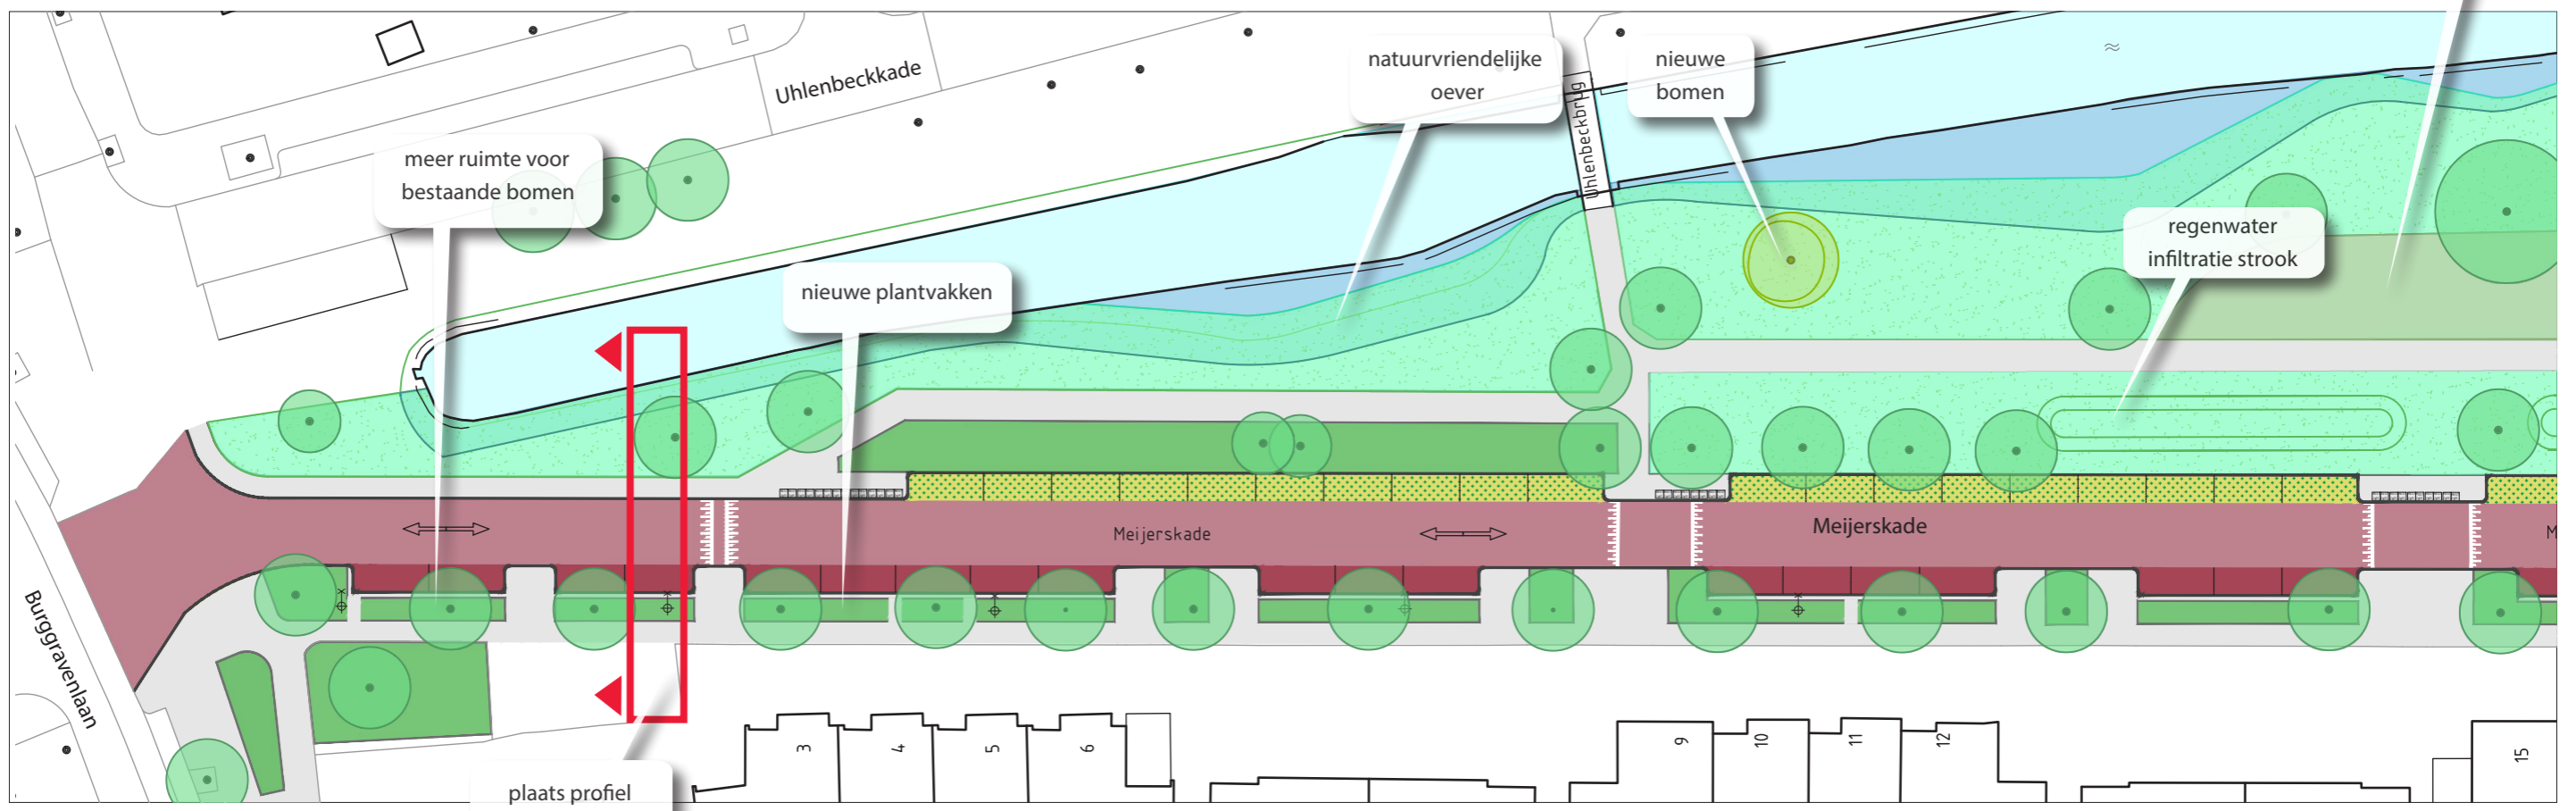 Uhlenbeckkade
natuurvriendelijke
oever
nieuwe
bomen
Uhlenbeckbrug
meer ruimte voor
bestaande bomen
regenwater
infiltratie strook
nieuwe plantvakken
Meijerskade
Meijerskade
M
Burggravenlaan
plaats profiel
3
4
5
6
9
10
11
12
15